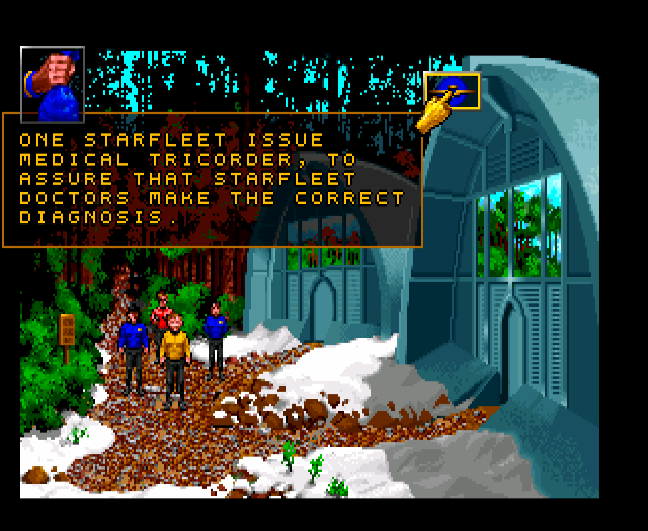 ONE STARFLEET ISSUE
MEDICAL TRICORDER, TO
ASSURE THAT STARFLEET
DOCTORS MAKE THE CORRECT
DIAGNOSIS.